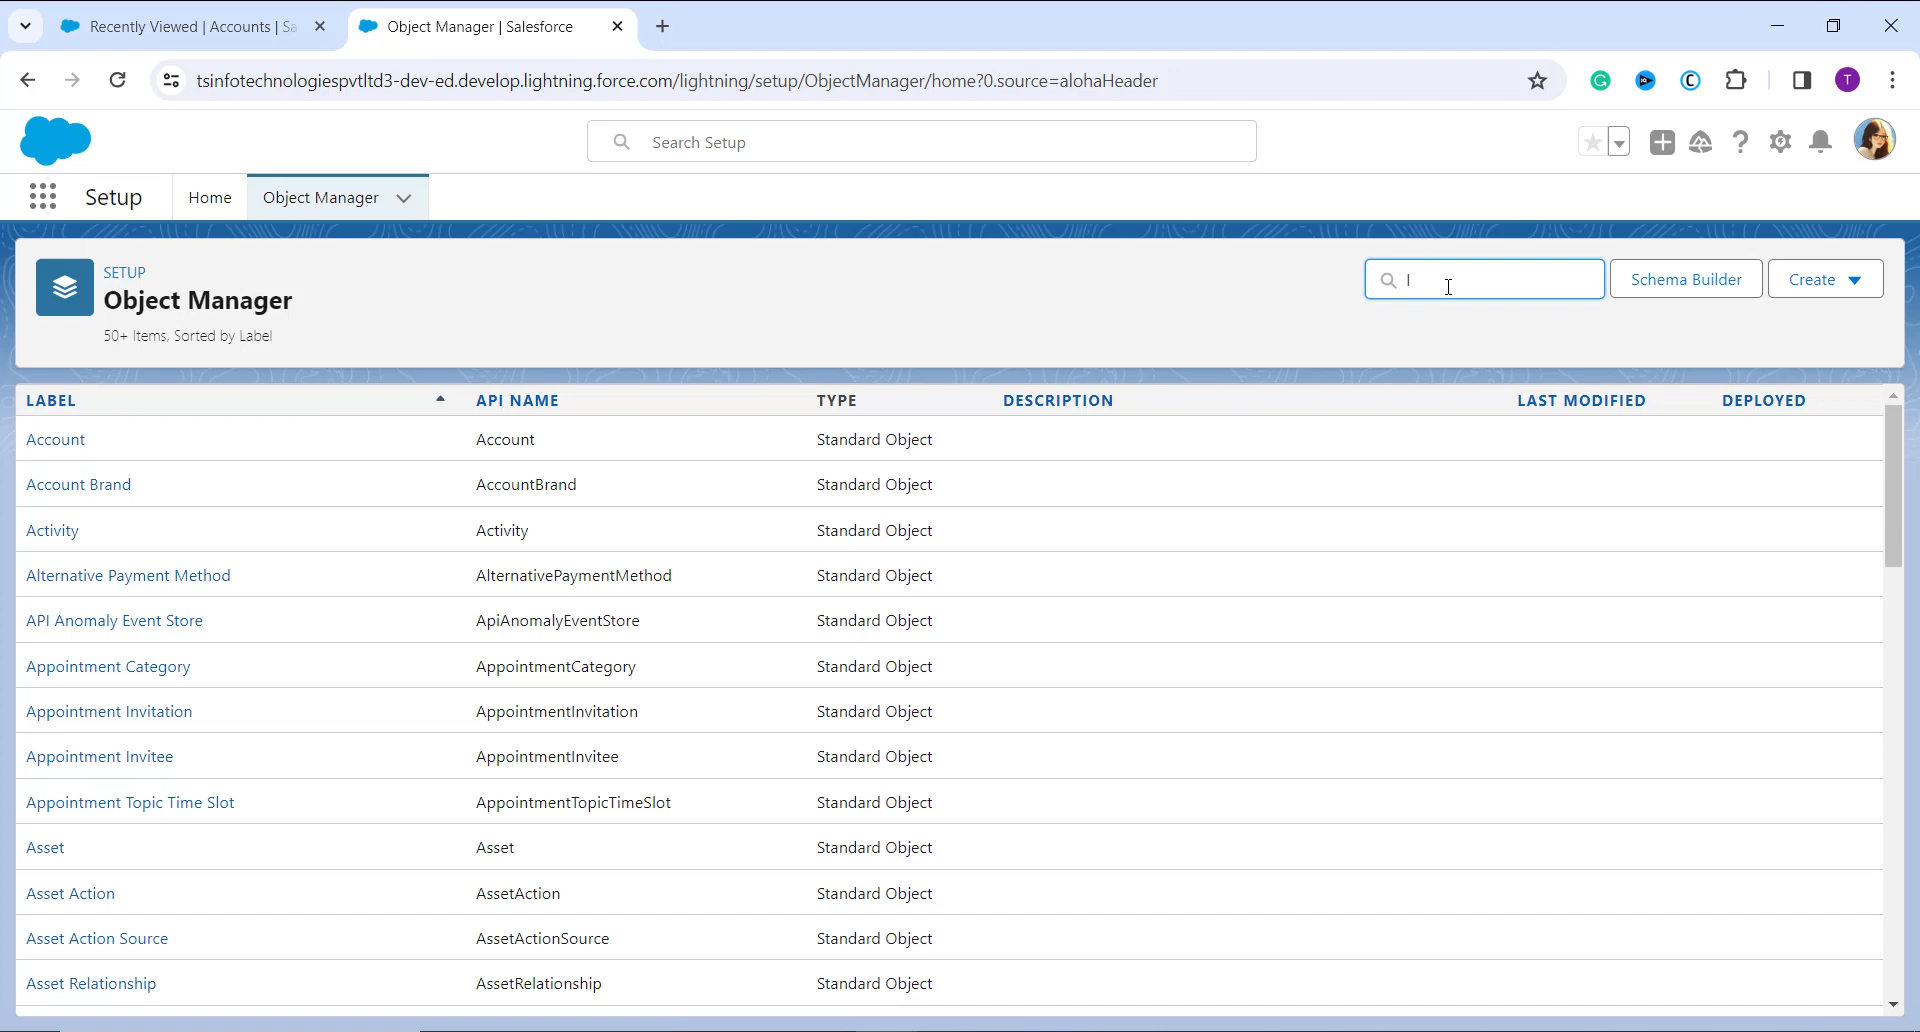 Recently Viewed | Accounts | Sa
Object Manager | Salesforce
tsinfotechnologiespvtltd3-dev-ed.develop.lightning.force.com/lightning/setup/ObjectManager/home?0.source=alohaHeader
T
Search Setup
Setup
Home
Object Manager
SETUP
Object Manager
50+ Items, Sorted by Label
Schema Builder
Create
LABEL API NAME TYPE DESCRIPTION LAST MODIFIED DEPLOYED
Account Account Standard Object
Account Brand AccountBrand Standard Object
Activity Activity Standard Object
Alternative Payment Method AlternativePaymentMethod Standard Object
API Anomaly Event Store ApiAnomalyEventStore Standard Object
Appointment Category AppointmentCategory Standard Object
Appointment Invitation AppointmentInvitation Standard Object
Appointment Invitee AppointmentInvitee Standard Object
Appointment Topic Time Slot AppointmentTopicTimeSlot Standard Object
Asset Asset Standard Object
Asset Action AssetAction Standard Object
Asset Action Source AssetActionSource Standard Object
Asset Relationship AssetRelationship Standard Object